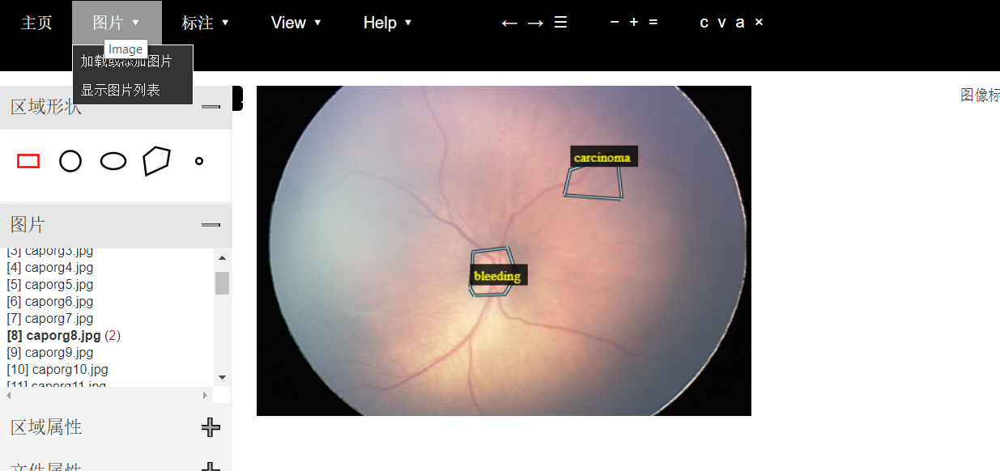 主页 图片 ▼ 标注 ▼ View ▼ Help ▼ ← → ☰ − + = c v a ×
Image
加载或添加图片
显示图片列表
区域形状
图像标
carcinoma
bleeding
图片
[3] caporg3.jpg
[4] caporg4.jpg
[5] caporg5.jpg
[6] caporg6.jpg
[7] caporg7.jpg
[8] caporg8.jpg (2)
[9] caporg9.jpg
[10] caporg10.jpg
[11] caporg11.jpg
区域属性
文件属性